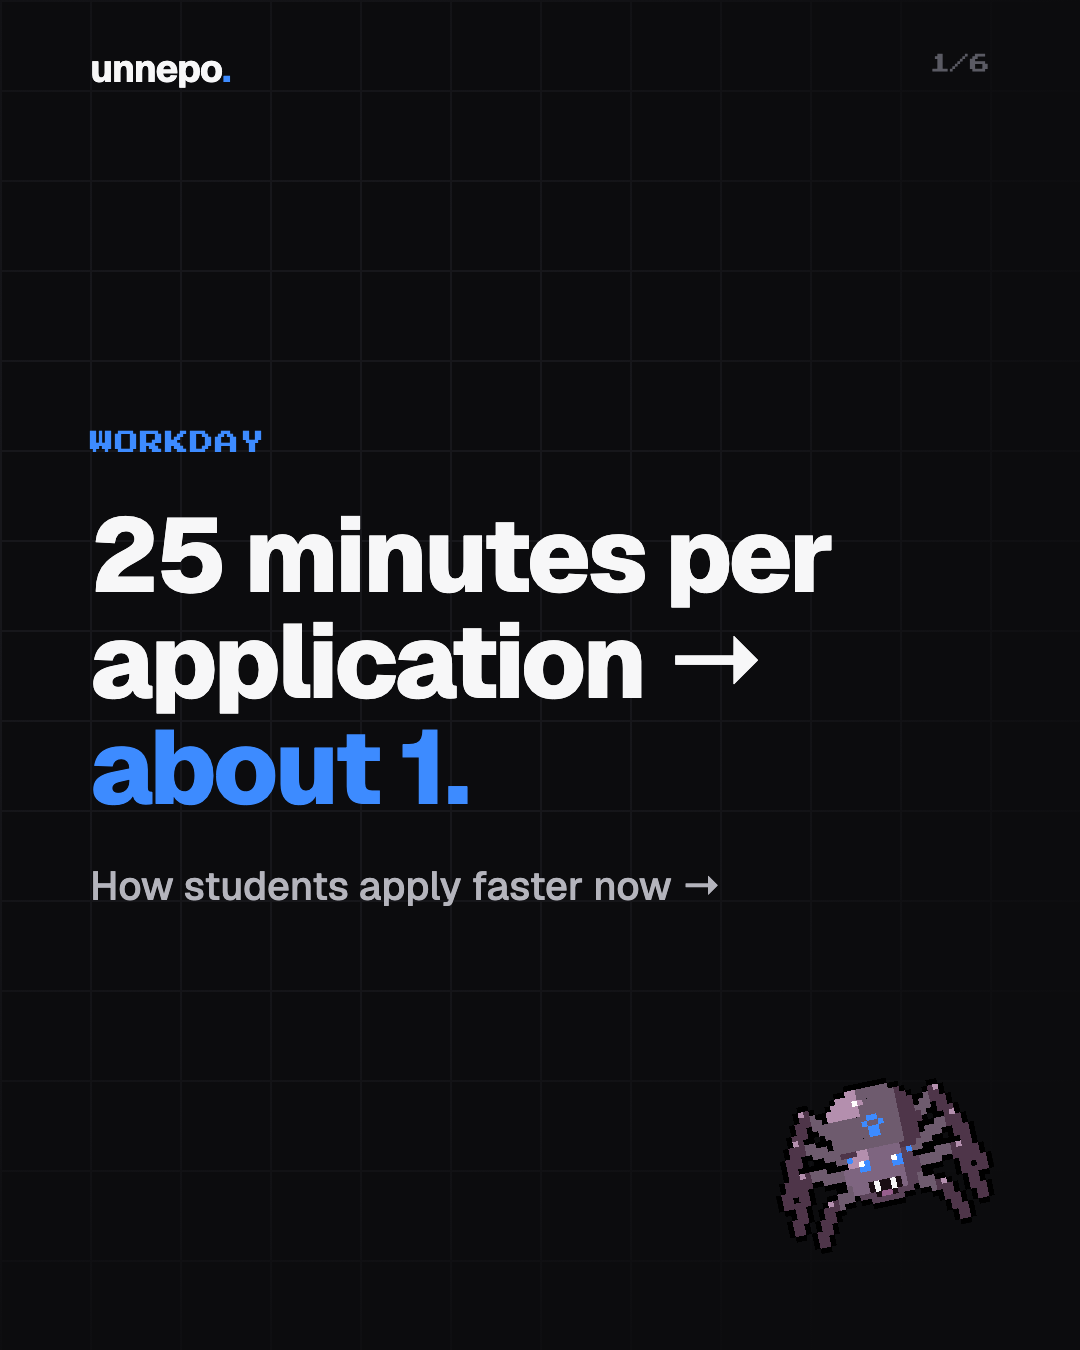 unnepo.
1/6
WORKDAY
25 minutes per
application →
about 1.
How students apply faster now →